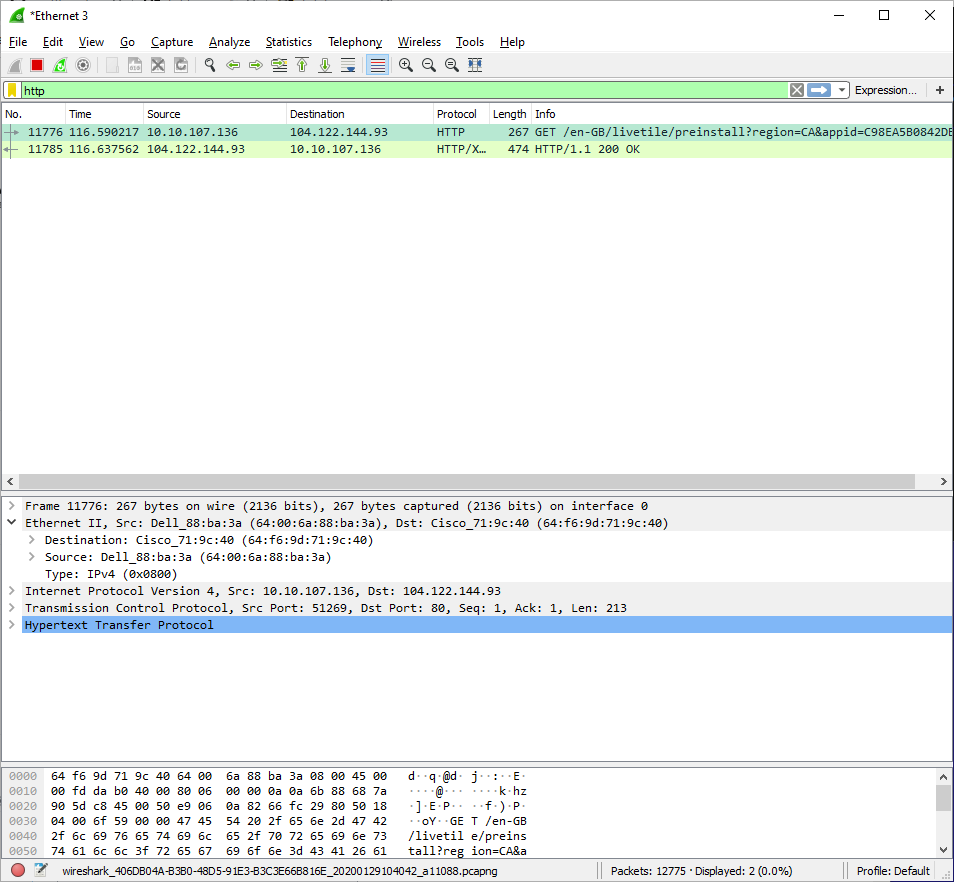 *Ethernet 3
File Edit View Go Capture Analyze Statistics Telephony Wireless Tools Help
http Expression... +
No. Time Source Destination Protocol Length Info
11776 116.590217 10.10.107.136 104.122.144.93 HTTP 267 GET /en-GB/livetile/preinstall?region=CA&appid=C98EA5B0842DB
11785 116.637562 104.122.144.93 10.10.107.136 HTTP/X… 474 HTTP/1.1 200 OK
Frame 11776: 267 bytes on wire (2136 bits), 267 bytes captured (2136 bits) on interface 0
Ethernet II, Src: Dell_88:ba:3a (64:00:6a:88:ba:3a), Dst: Cisco_71:9c:40 (64:f6:9d:71:9c:40)
Destination: Cisco_71:9c:40 (64:f6:9d:71:9c:40)
Source: Dell_88:ba:3a (64:00:6a:88:ba:3a)
Type: IPv4 (0x0800)
Internet Protocol Version 4, Src: 10.10.107.136, Dst: 104.122.144.93
Transmission Control Protocol, Src Port: 51269, Dst Port: 80, Seq: 1, Ack: 1, Len: 213
Hypertext Transfer Protocol
0000 64 f6 9d 71 9c 40 64 00 6a 88 ba 3a 08 00 45 00 d··q·@d· j··:··E·
0010 00 fd da b0 40 00 80 06 00 00 0a 0a 6b 88 68 7a ····@··· ····k·hz
0020 90 5d c8 45 00 50 e9 06 0a 82 66 fc 29 80 50 18 ·]·E·P·· ··f·)·P·
0030 04 00 6f 59 00 00 47 45 54 20 2f 65 6e 2d 47 42 ··oY··GE T /en-GB
0040 2f 6c 69 76 65 74 69 6c 65 2f 70 72 65 69 6e 73 /livetil e/preins
0050 74 61 6c 6c 3f 72 65 67 69 6f 6e 3d 43 41 26 61 tall?reg ion=CA&a
wireshark_406DB04A-B3B0-48D5-91E3-B3C3E66B816E_20200129104042_a11088.pcapng Packets: 12775 · Displayed: 2 (0.0%) Profile: Default